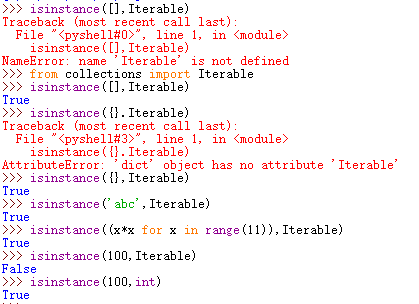 >>> isinstance([],Iterable)
Traceback (most recent call last):
  File "<pyshell#0>", line 1, in <module>
    isinstance([],Iterable)
NameError: name 'Iterable' is not defined
>>> from collections import Iterable
>>> isinstance([],Iterable)
True
>>> isinstance({}.Iterable)
Traceback (most recent call last):
  File "<pyshell#3>", line 1, in <module>
    isinstance({}.Iterable)
AttributeError: 'dict' object has no attribute 'Iterable'
>>> isinstance({},Iterable)
True
>>> isinstance('abc',Iterable)
True
>>> isinstance((x*x for x in range(11)),Iterable)
True
>>> isinstance(100,Iterable)
False
>>> isinstance(100,int)
True